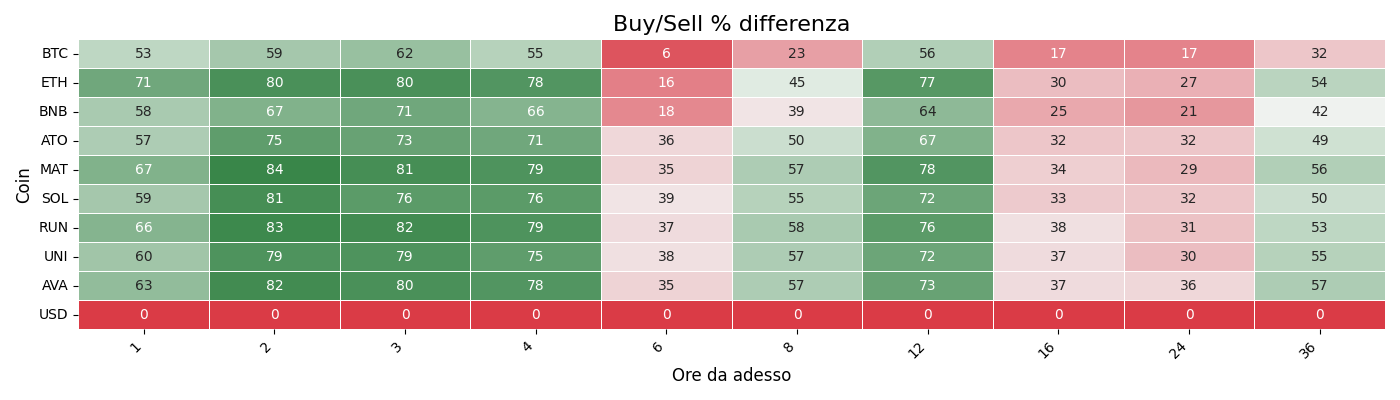 Buy/Sell % differenza
Coin
BTC 53 59 62 55 6 23 56 17 17 32
ETH 71 80 80 78 16 45 77 30 27 54
BNB 58 67 71 66 18 39 64 25 21 42
ATO 57 75 73 71 36 50 67 32 32 49
MAT 67 84 81 79 35 57 78 34 29 56
SOL 59 81 76 76 39 55 72 33 32 50
RUN 66 83 82 79 37 58 76 38 31 53
UNI 60 79 79 75 38 57 72 37 30 55
AVA 63 82 80 78 35 57 73 37 36 57
USD 0 0 0 0 0 0 0 0 0 0
1 2 3 4 6 8 12 16 24 36
Ore da adesso